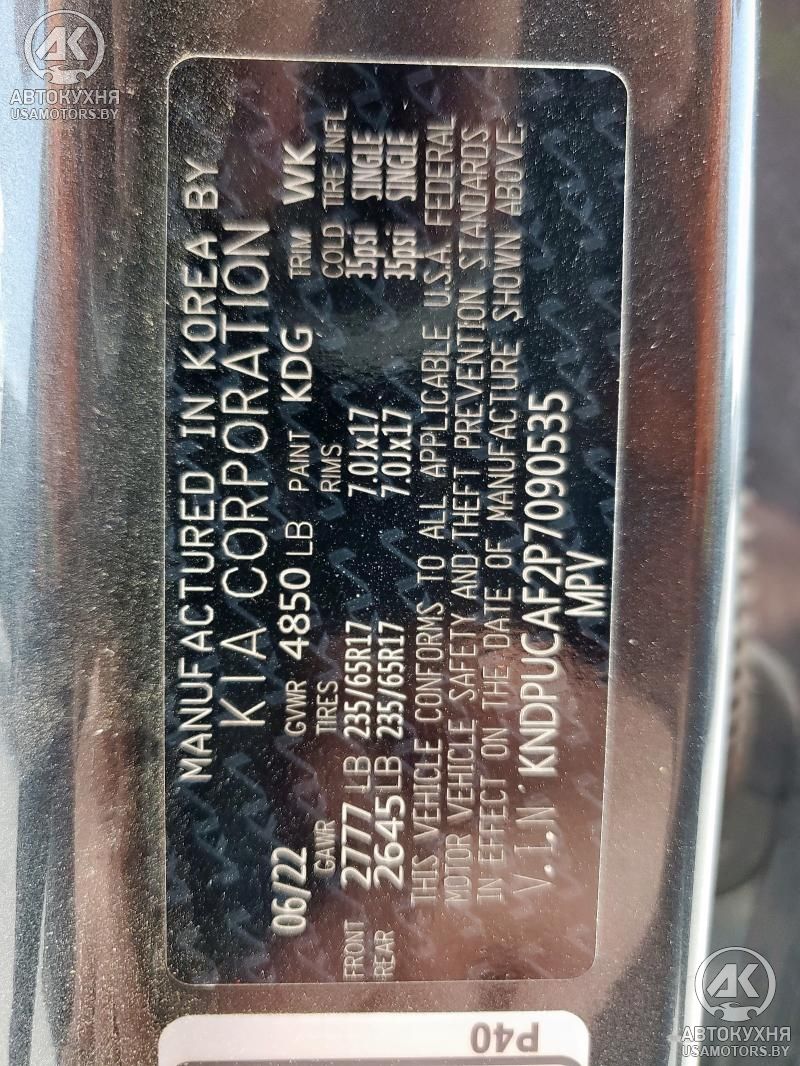 MANUFACTURED IN KOREA BY
KIA CORPORATION
06/22 GVWR 4850 LB PAINT KDG TRIM WK
GAWR TIRES RIMS COLD TIRE INFL
FRONT 2777 LB 235/65R17 7.0Jx17 35psi SINGLE
REAR 2645 LB 235/65R17 7.0Jx17 35psi SINGLE
THIS VEHICLE CONFORMS TO ALL APPLICABLE U.S.A. FEDERAL
MOTOR VEHICLE SAFETY AND THEFT PREVENTION STANDARDS
IN EFFECT ON THE DATE OF MANUFACTURE SHOWN ABOVE.
V.I.N KNDPUCAF2P7090535
MPV
P40
АК
АВТОКУХНЯ
USAMOTORS.BY
АК
АВТОКУХНЯ
USAMOTORS.BY